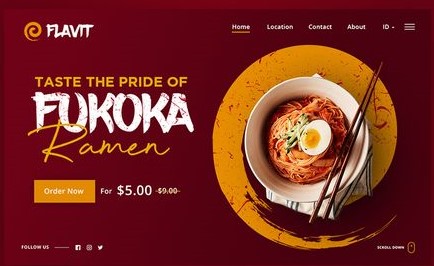 FLAVIT
Home Location Contact About ID
TASTE THE PRIDE OF
FUKOKA
Ramen
Order Now For $5.00 -$9.00-
FOLLOW US
SCROLL DOWN